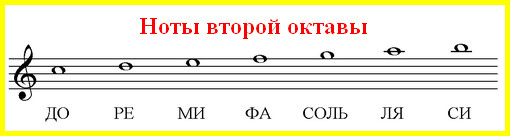 Ноты второй октавы
ДО РЕ МИ ФА СОЛЬ ЛЯ СИ